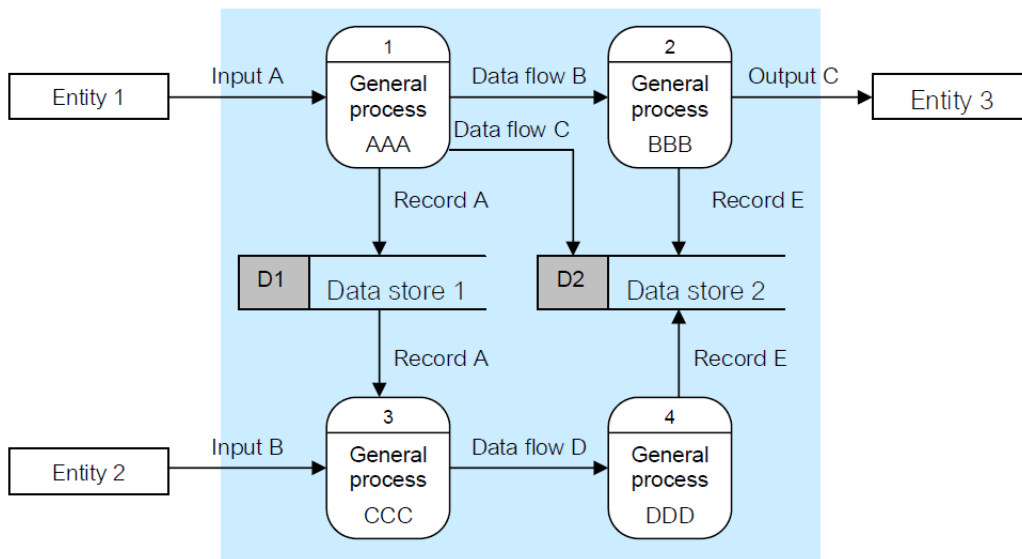 1
2
Input A
General
process
AAA
Data flow B
General
process
BBB
Output C
Entity 1
Entity 3
Data flow C
Record A
Record E
D1
Data store 1
D2
Data store 2
Record A
Record E
3
4
Input B
General
process
CCC
Data flow D
General
process
DDD
Entity 2